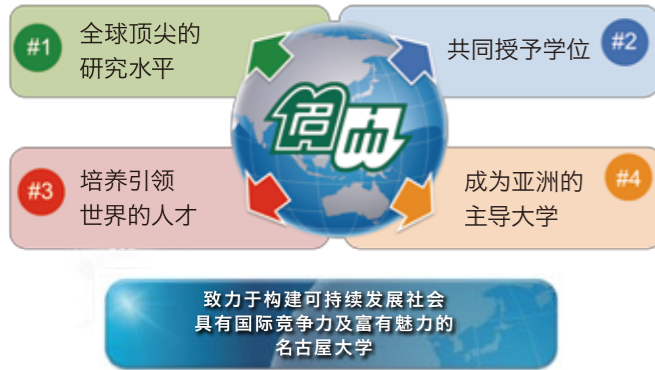 #1
全球顶尖的
研究水平
共同授予学位
#2
#3
培养引领
世界的人才
成为亚洲的
主导大学
#4
致力于构建可持续发展社会
具有国际竞争力及富有魅力的
名古屋大学